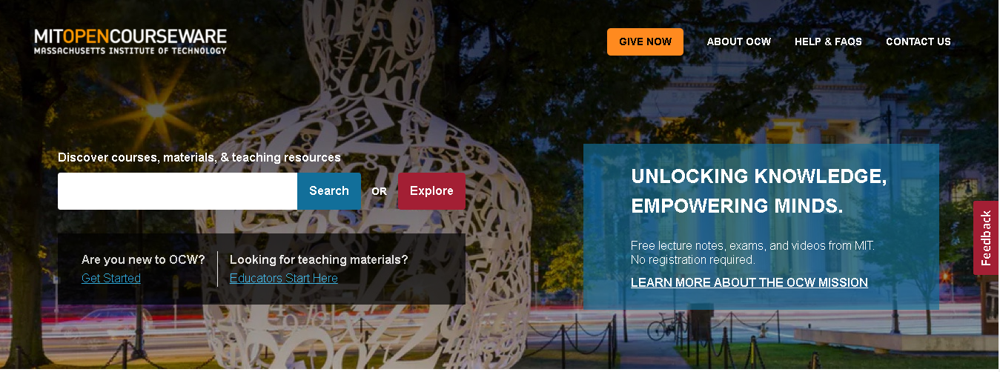 MITOPENCOURSEWARE
MASSACHUSETTS INSTITUTE OF TECHNOLOGY
GIVE NOW
ABOUT OCW
HELP & FAQS
CONTACT US
Discover courses, materials, & teaching resources
Search
OR
Explore
Are you new to OCW?
Get Started
Looking for teaching materials?
Educators Start Here
UNLOCKING KNOWLEDGE,
EMPOWERING MINDS.
Free lecture notes, exams, and videos from MIT.
No registration required.
LEARN MORE ABOUT THE OCW MISSION
Feedback